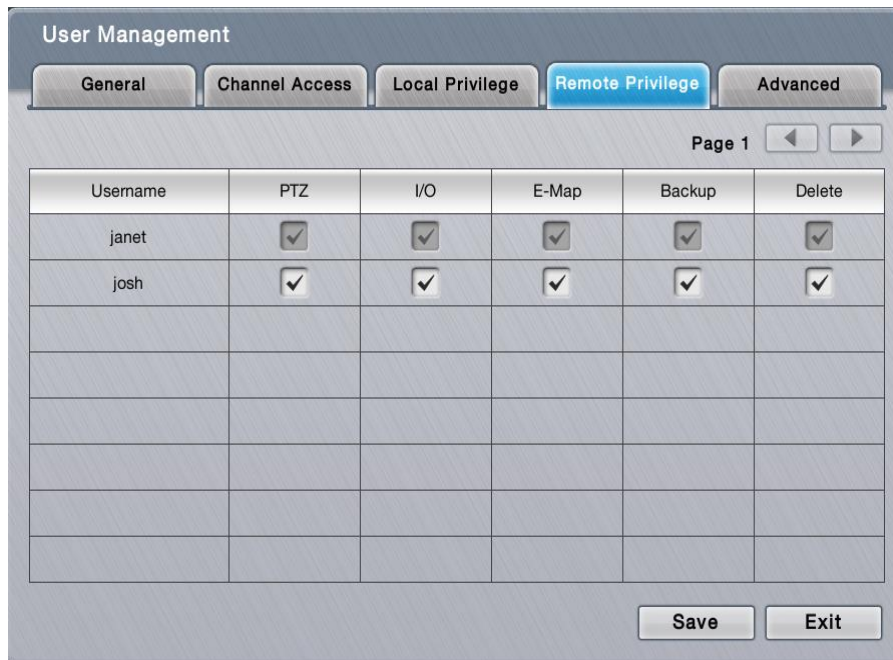 User Management
General Channel Access Local Privilege Remote Privilege Advanced
Page 1
Username PTZ I/O E-Map Backup Delete
janet
josh
Save Exit